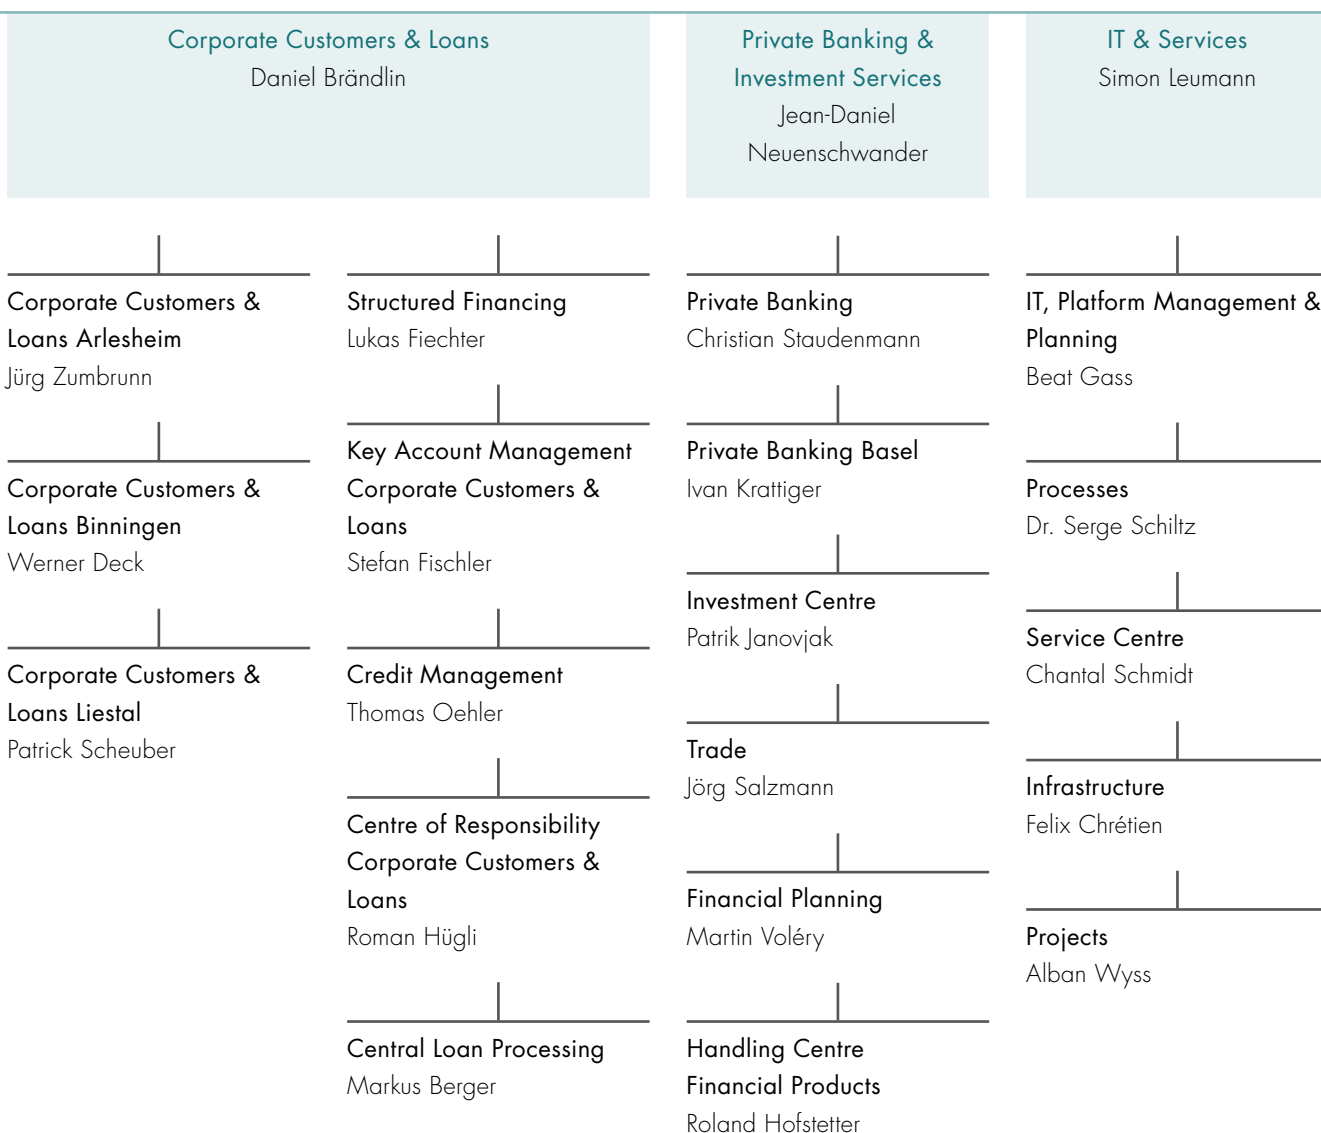 Corporate Customers & Loans
Daniel Brändlin
Private Banking &
Investment Services
Jean-Daniel
Neuenschwander
IT & Services
Simon Leumann
Corporate Customers &
Loans Arlesheim
Jürg Zumbrunn
Corporate Customers &
Loans Binningen
Werner Deck
Corporate Customers &
Loans Liestal
Patrick Scheuber
Structured Financing
Lukas Fiechter
Key Account Management
Corporate Customers &
Loans
Stefan Fischler
Credit Management
Thomas Oehler
Centre of Responsibility
Corporate Customers &
Loans
Roman Hügli
Central Loan Processing
Markus Berger
Private Banking
Christian Staudenmann
Private Banking Basel
Ivan Krattiger
Investment Centre
Patrik Janovjak
Trade
Jörg Salzmann
Financial Planning
Martin Voléry
Handling Centre
Financial Products
Roland Hofstetter
IT, Platform Management &
Planning
Beat Gass
Processes
Dr. Serge Schiltz
Service Centre
Chantal Schmidt
Infrastructure
Felix Chrétien
Projects
Alban Wyss